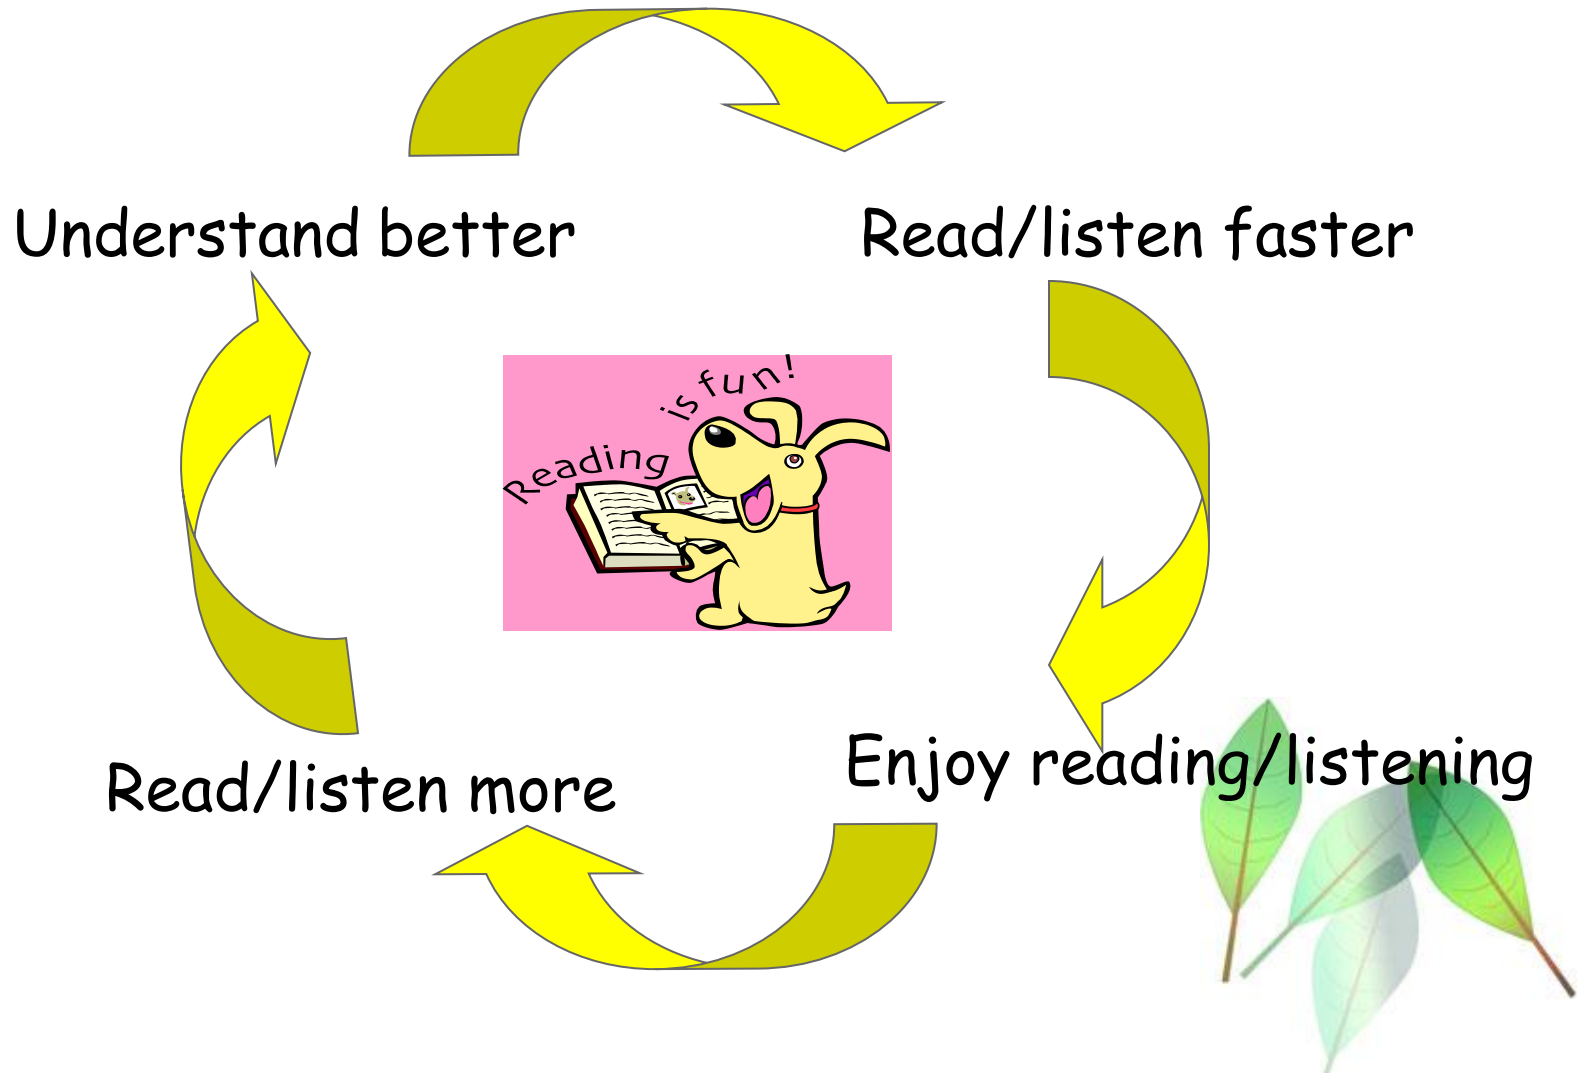 Understand better
Read/listen faster
Reading is fun!
Enjoy reading/listening
Read/listen more